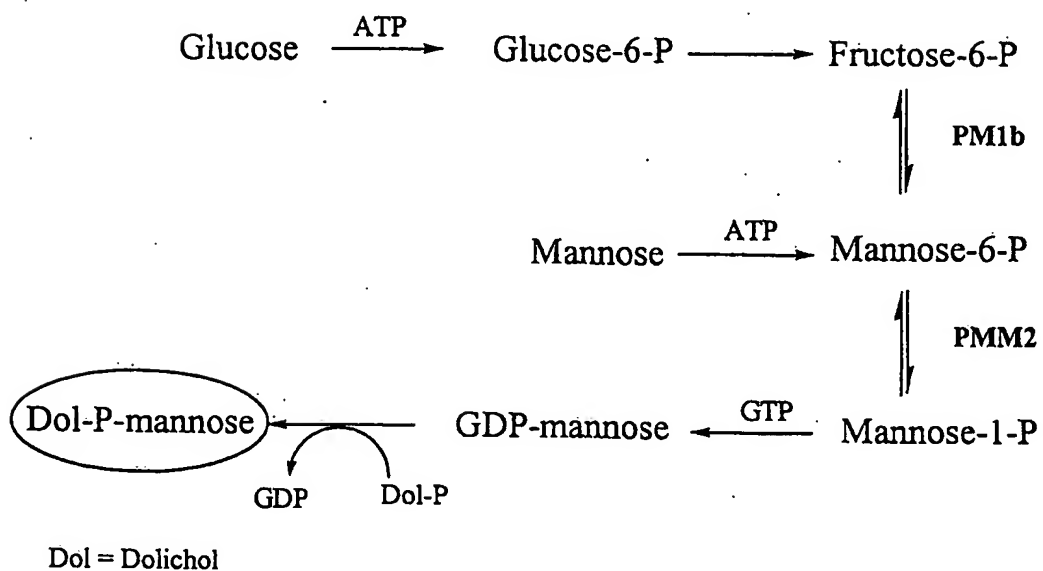 ATP
Glucose Glucose-6-P Fructose-6-P
PM1b
ATP
Mannose Mannose-6-P
PMM2
GTP
Dol-P-mannose GDP-mannose Mannose-1-P
GDP Dol-P
Dol = Dolichol